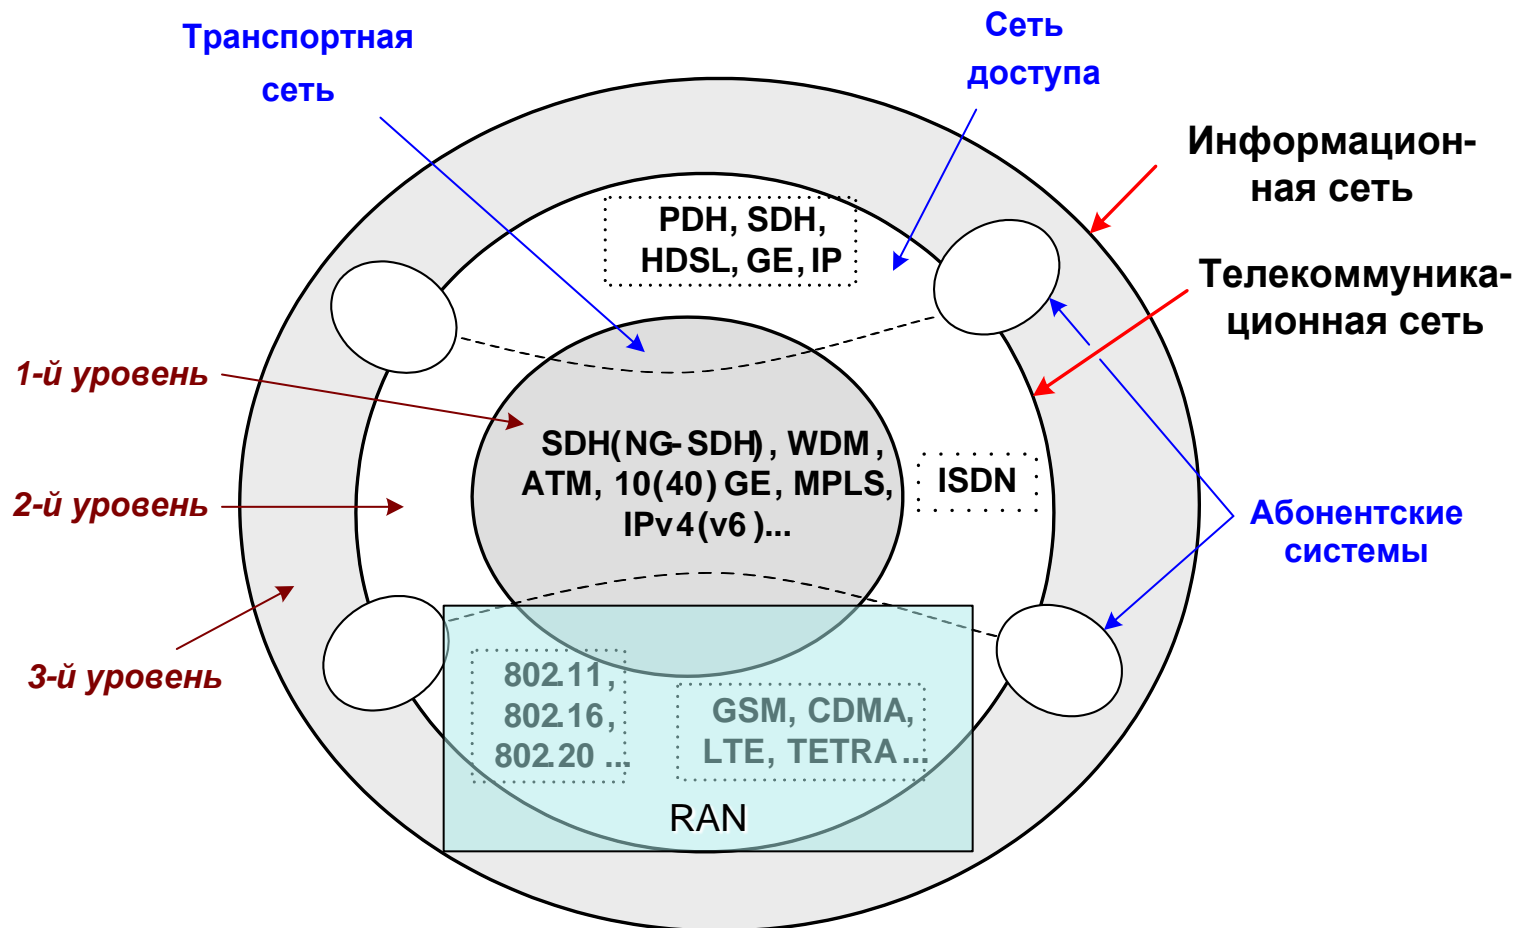 Транспортная
сеть
Сеть
доступа
Информацион-
ная сеть
Телекоммуника-
ционная сеть
PDH, SDH,
HDSL, GE, IP
1-й уровень
SDH(NG-SDH), WDM,
ATM, 10(40) GE, MPLS,
IPv4(v6)...
ISDN
2-й уровень
Абонентские
системы
3-й уровень
802.11,
802.16,
802.20 ...
GSM, CDMA,
LTE, TETRA...
RAN